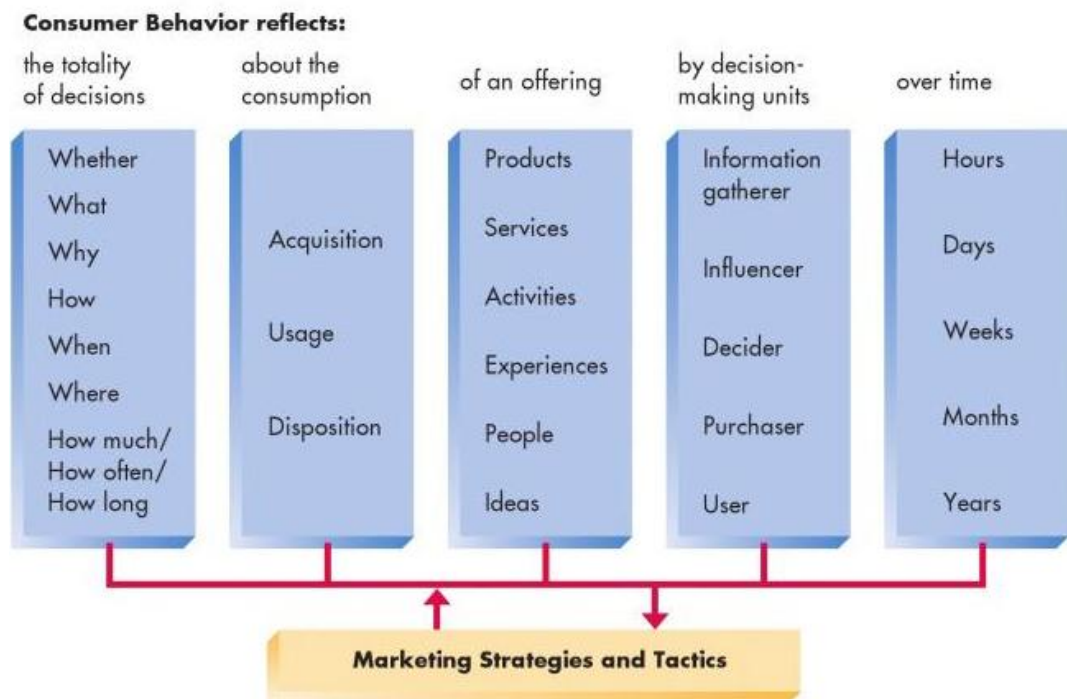 Consumer Behavior reflects:
the totality
of decisions
Whether
What
Why
How
When
Where
How much/
How often/
How long
about the
consumption
Acquisition
Usage
Disposition
of an offering
Products
Services
Activities
Experiences
People
Ideas
by decision-
making units
Information
gatherer
Influencer
Decider
Purchaser
User
over time
Hours
Days
Weeks
Months
Years
Marketing Strategies and Tactics